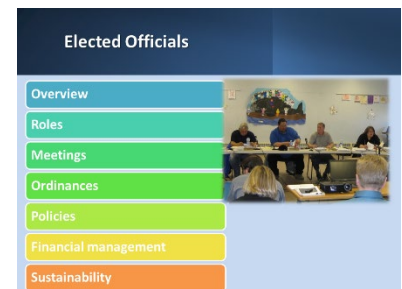 Elected Officials
Overview
Roles
Meetings
Ordinances
Policies
Financial management
Sustainability